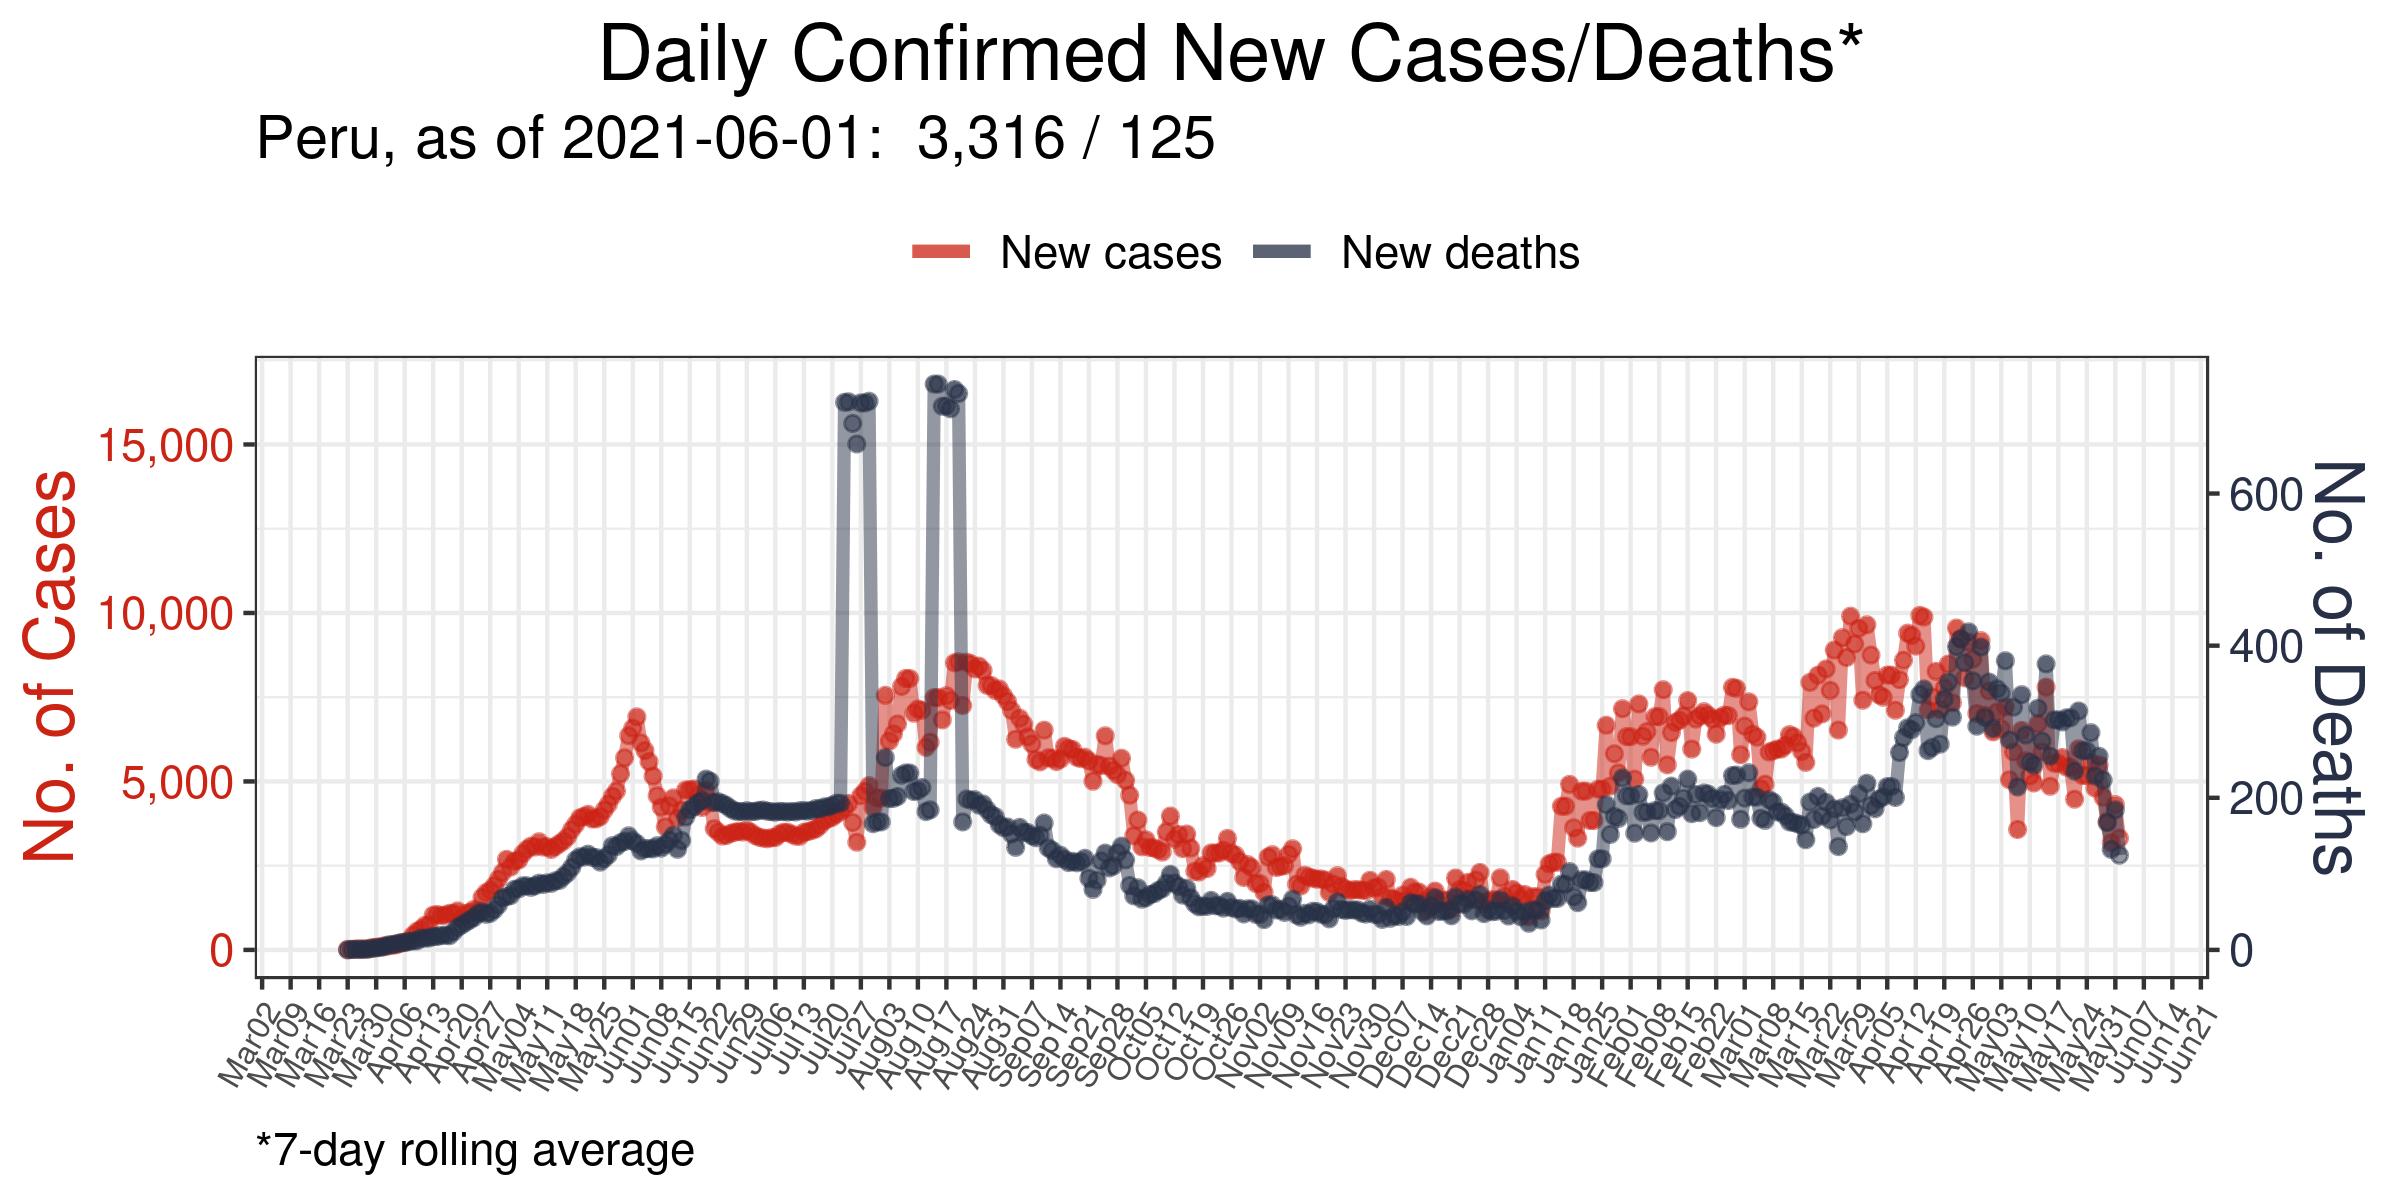 Daily Confirmed New Cases/Deaths*
Peru, as of 2021-06-01: 3,316 / 125
New cases
New deaths
No. of Cases
15,000
10,000
5,000
0
600
400
200
0
No. of Deaths
Mar02
Mar09
Mar16
Mar23
Mar30
Apr06
Apr13
Apr20
Apr27
May04
May11
May18
May25
Jun01
Jun08
Jun15
Jun22
Jun29
Jul06
Jul13
Jul20
Jul27
Aug03
Aug10
Aug17
Aug24
Aug31
Sep07
Sep14
Sep21
Sep28
Oct05
Oct12
Oct19
Oct26
Nov02
Nov09
Nov16
Nov23
Nov30
Dec07
Dec14
Dec21
Dec28
Jan04
Jan11
Jan18
Jan25
Feb01
Feb08
Feb15
Feb22
Mar01
Mar08
Mar15
Mar22
Mar29
Apr05
Apr12
Apr19
Apr26
May03
May10
May17
May24
May31
Jun07
Jun14
Jun21
*7-day rolling average